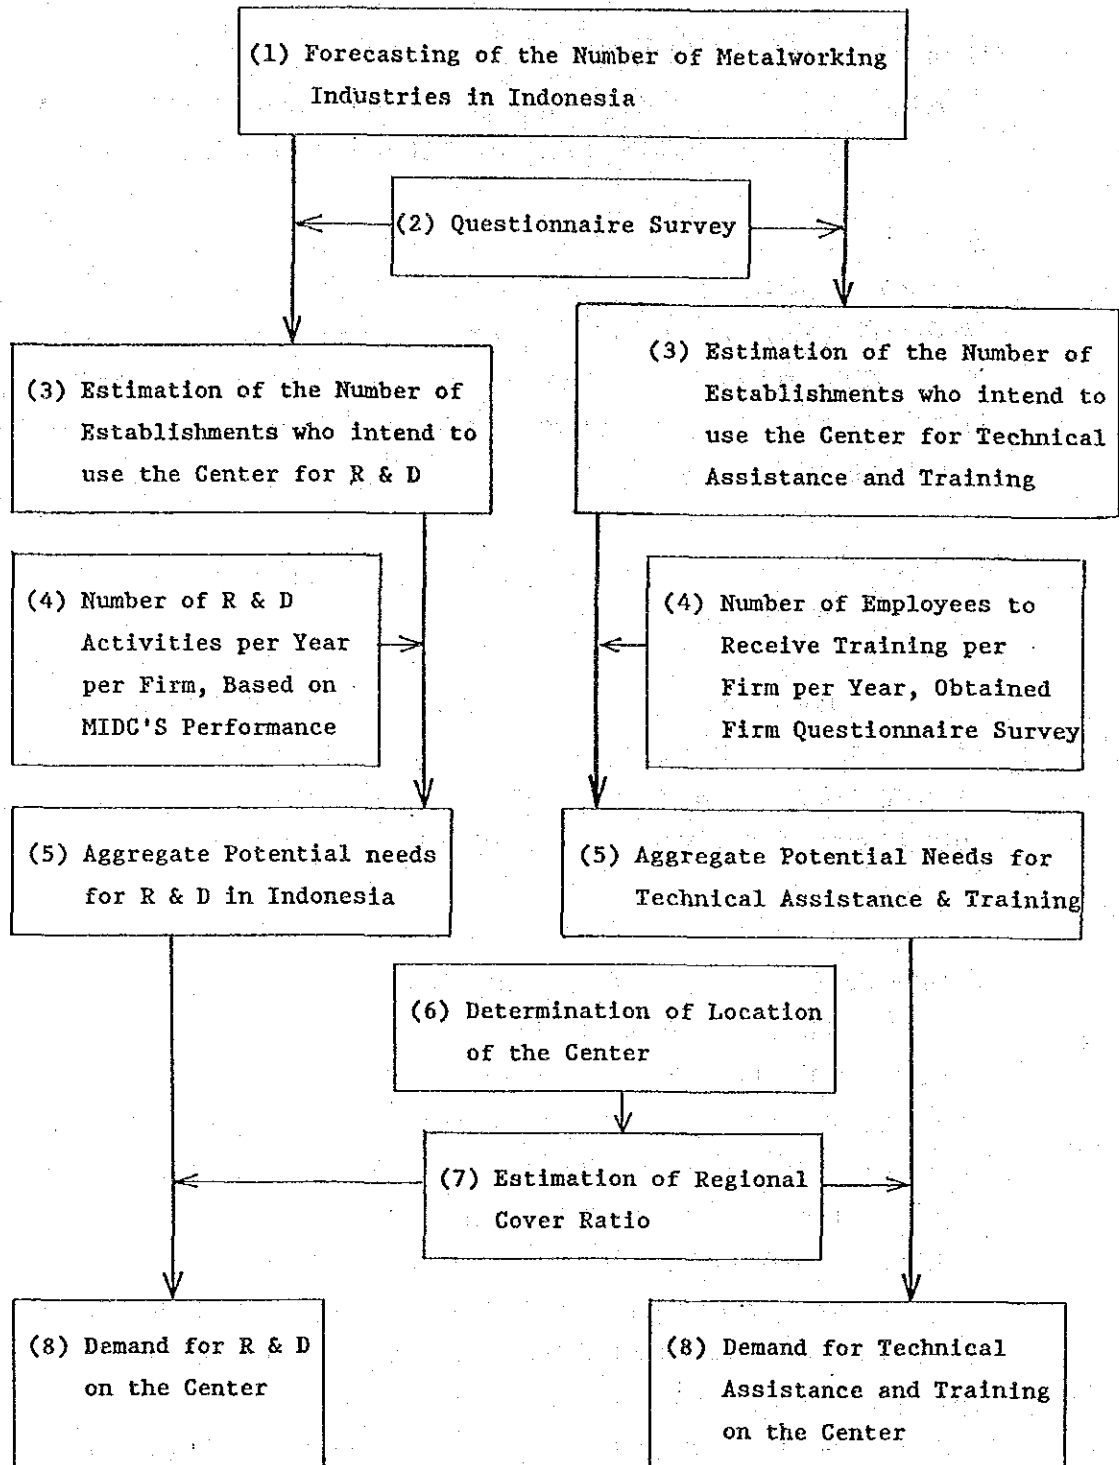 (1) Forecasting of the Number of Metalworking
Industries in Indonesia
(2) Questionnaire Survey
(3) Estimation of the Number of
Establishments who intend to
use the Center for R & D
(3) Estimation of the Number of
Establishments who intend to
use the Center for Technical
Assistance and Training
(4) Number of R & D
Activities per Year
per Firm, Based on
MIDC'S Performance
(4) Number of Employees to
Receive Training per
Firm per Year, Obtained
Firm Questionnaire Survey
(5) Aggregate Potential needs
for R & D in Indonesia
(5) Aggregate Potential Needs for
Technical Assistance & Training
(6) Determination of Location
of the Center
(7) Estimation of Regional
Cover Ratio
(8) Demand for R & D
on the Center
(8) Demand for Technical
Assistance and Training
on the Center